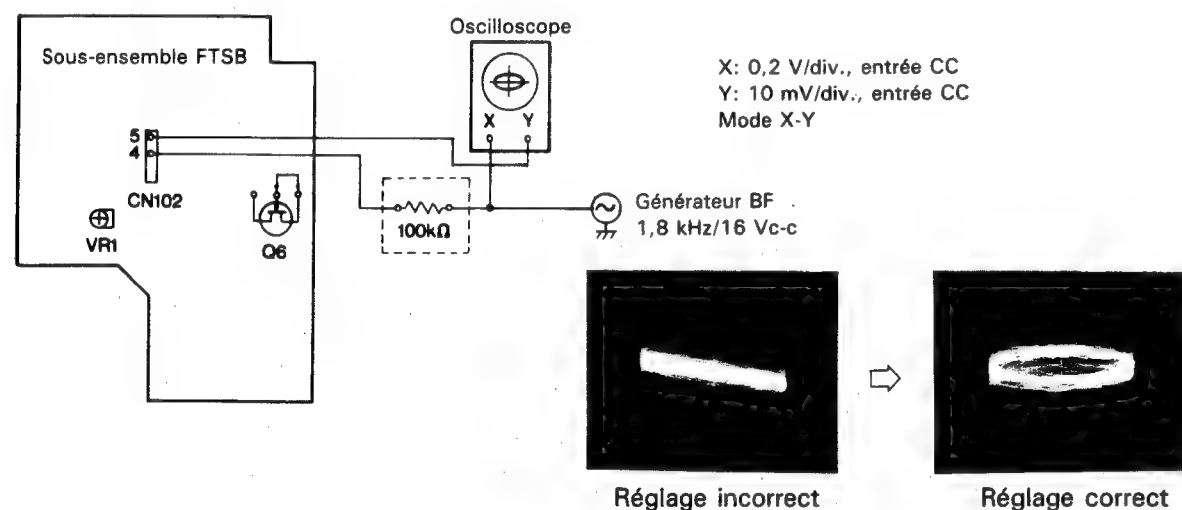 Oscilloscope
Sous-ensemble FTSB
X: 0,2 V/div., entrée CC
Y: 10 mV/div., entrée CC
Mode X-Y
X Y
5
4
CN102
VR1
Q6
100kΩ
Générateur BF
1,8 kHz/16 Vc-c
Réglage incorrect
Réglage correct